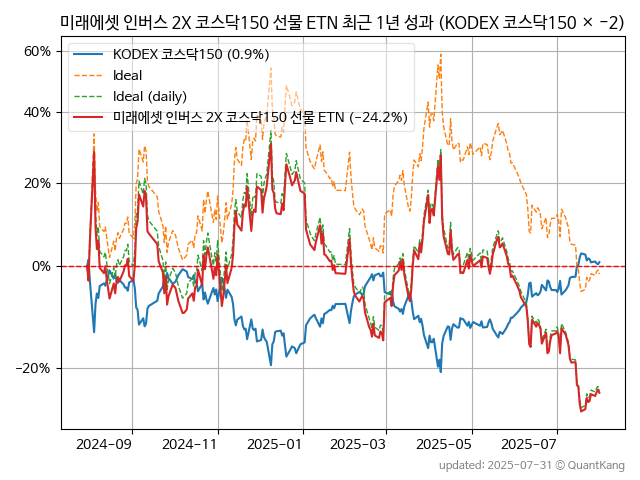 미래에셋 인버스 2X 코스닥150 선물 ETN 최근 1년 성과 (KODEX 코스닥150 × −2)
60%
KODEX 코스닥150 (0.9%)
Ideal
Ideal (daily)
미래에셋 인버스 2X 코스닥150 선물 ETN (−24.2%)
40%
20%
0%
−20%
2024-09 2024-11 2025-01 2025-03 2025-05 2025-07
updated: 2025-07-31 © QuantKang